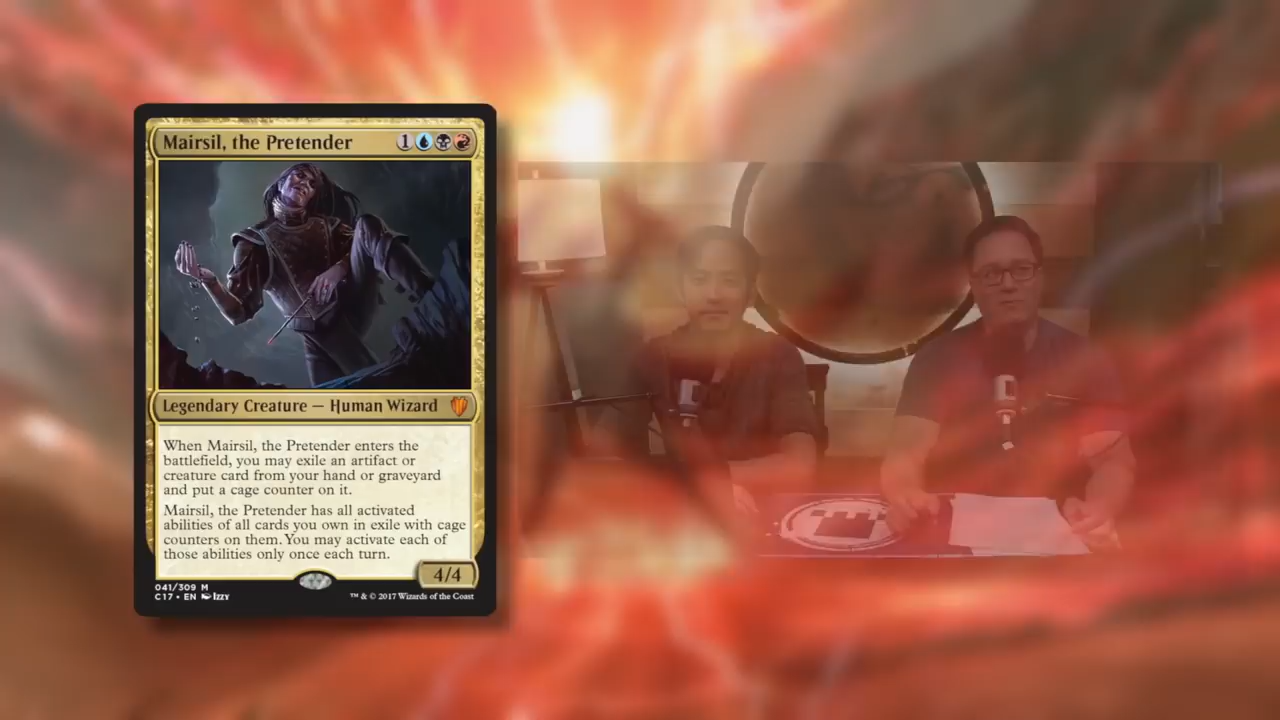 Mairsil, the Pretender 1
Legendary Creature — Human Wizard
When Mairsil, the Pretender enters the
battlefield, you may exile an artifact or
creature card from your hand or graveyard
and put a cage counter on it.
Mairsil, the Pretender has all activated
abilities of all cards you own in exile with cage
counters on them. You may activate each of
those abilities only once each turn.
4/4
041/309 M
C17 • EN Izzy
™ & © 2017 Wizards of the Coast